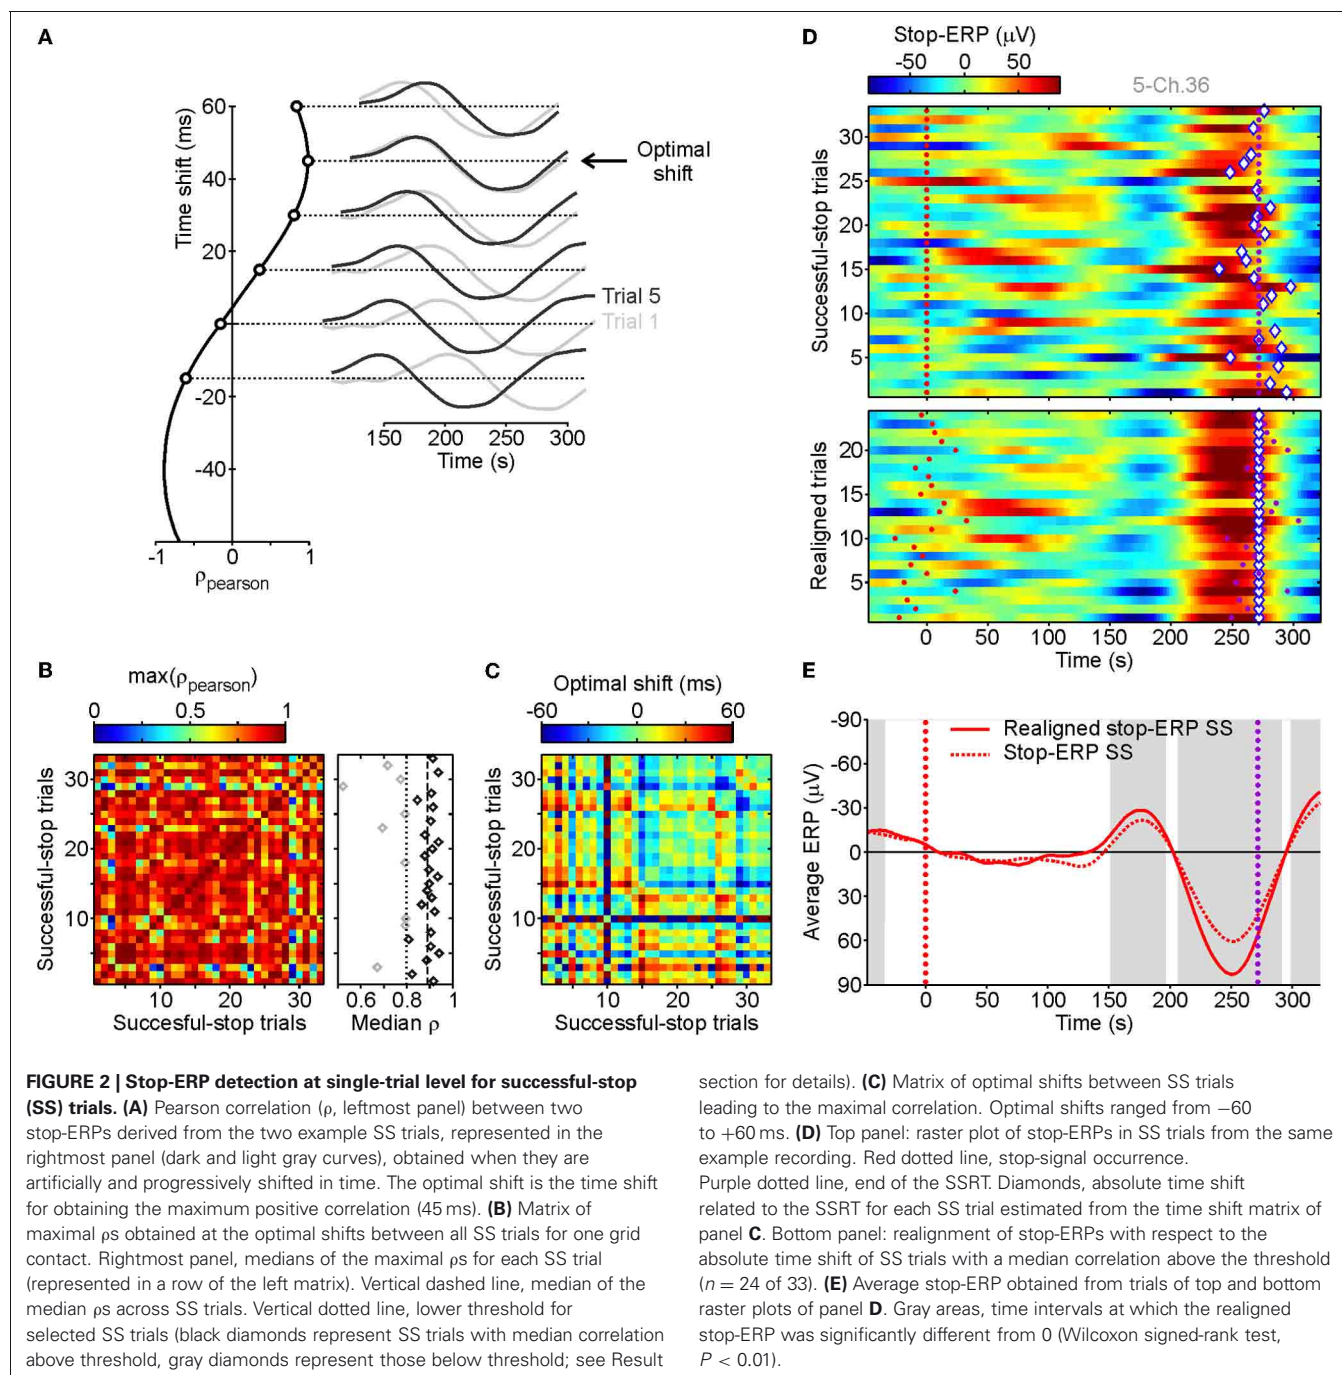 A
Time shift (ms)
60
40
20
-20
-40
-1
0
1
ρpearson
Optimal
shift
Trial 5
Trial 1
150
200
250
300
Time (s)
D
Stop-ERP (μV)
-50
0
50
5-Ch.36
Successful-stop trials
30
25
20
15
10
5
Realigned trials
20
15
10
5
0
50
100
150
200
250
300
Time (s)
B
max(ρpearson)
0
0.5
1
Successful-stop trials
30
20
10
10
20
30
Succesful-stop trials
0.6
0.8
1
Median ρ
C
Optimal shift (ms)
-60
0
60
Successful-stop trials
30
20
10
10
20
30
Successful-stop trials
E
Realigned stop-ERP SS
Stop-ERP SS
Average ERP (μV)
-90
-60
-30
0
30
60
90
0
50
100
150
200
250
300
Time (s)
FIGURE 2 | Stop-ERP detection at single-trial level for successful-stop
(SS) trials. (A) Pearson correlation (ρ, leftmost panel) between two
stop-ERPs derived from the two example SS trials, represented in the
rightmost panel (dark and light gray curves), obtained when they are
artificially and progressively shifted in time. The optimal shift is the time shift
for obtaining the maximum positive correlation (45 ms). (B) Matrix of
maximal ρs obtained at the optimal shifts between all SS trials for one grid
contact. Rightmost panel, medians of the maximal ρs for each SS trial
(represented in a row of the left matrix). Vertical dashed line, median of the
median ρs across SS trials. Vertical dotted line, lower threshold for
selected SS trials (black diamonds represent SS trials with median correlation
above threshold, gray diamonds represent those below threshold; see Result
section for details). (C) Matrix of optimal shifts between SS trials
leading to the maximal correlation. Optimal shifts ranged from −60
to +60 ms. (D) Top panel: raster plot of stop-ERPs in SS trials from the same
example recording. Red dotted line, stop-signal occurrence.
Purple dotted line, end of the SSRT. Diamonds, absolute time shift
related to the SSRT for each SS trial estimated from the time shift matrix of
panel C. Bottom panel: realignment of stop-ERPs with respect to the
absolute time shift of SS trials with a median correlation above the threshold
(n = 24 of 33). (E) Average stop-ERP obtained from trials of top and bottom
raster plots of panel D. Gray areas, time intervals at which the realigned
stop-ERP was significantly different from 0 (Wilcoxon signed-rank test,
P < 0.01).